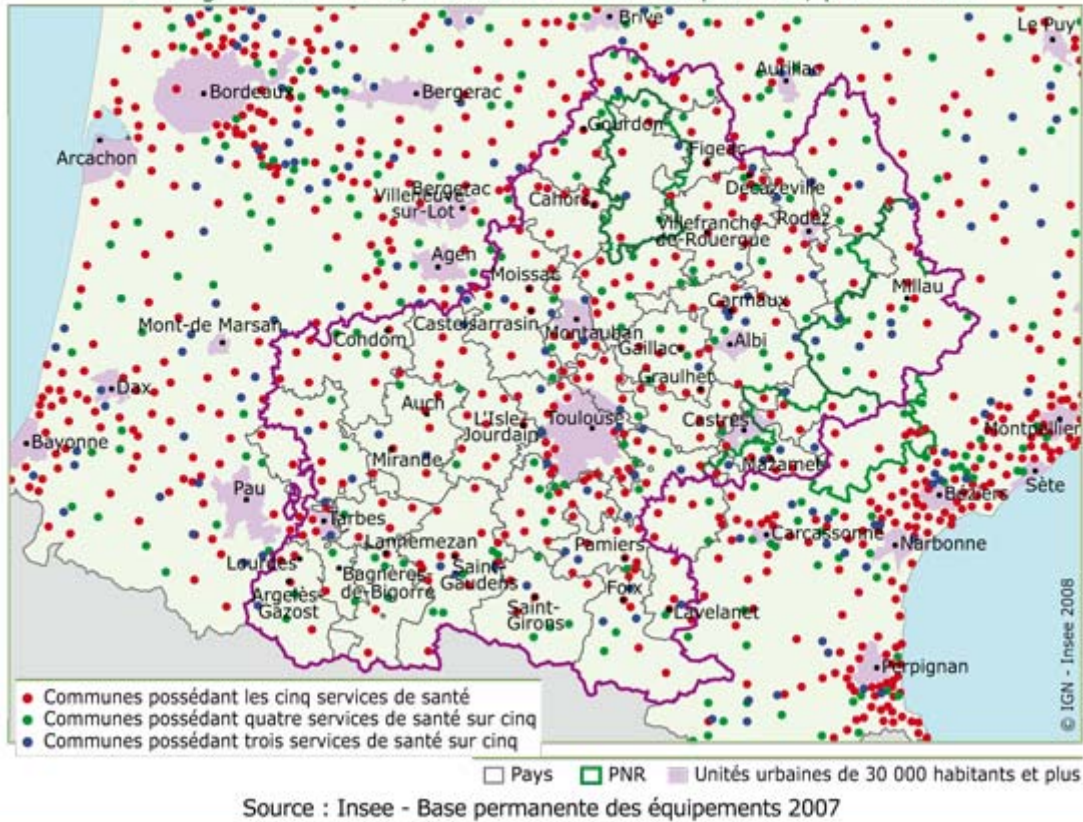 Brive
Le Puy
Aurillac
Bordeaux
Bergerac
Gourdon
Arcachon
Figeac
Decazeville
Bergerac
Villeneuve-
sur-Lot
Cahors
Rodez
Villefranche-
de-Rouergue
Agen
Moissac
Millau
Carmaux
Mont-de Marsan
Castelsarrasin
Montauban
Condom
Gaillac
Albi
Graulhet
Dax
Auch
L'Isle-
Jourdain
Toulouse
Castres
Montpellier
Bayonne
Mirande
Mazamet
Sète
Pau
Béziers
Tarbes
Carcassonne
Narbonne
Lannemezan
Pamiers
Lourdes
Bagnères-
de-Bigorre
Saint-
Gaudens
Foix
Argelès-
Gazost
Saint-
Girons
Lavelanet
Perpignan
© IGN - Insee 2008
Communes possédant les cinq services de santé
Communes possédant quatre services de santé sur cinq
Communes possédant trois services de santé sur cinq
Pays PNR Unités urbaines de 30 000 habitants et plus
Source : Insee - Base permanente des équipements 2007